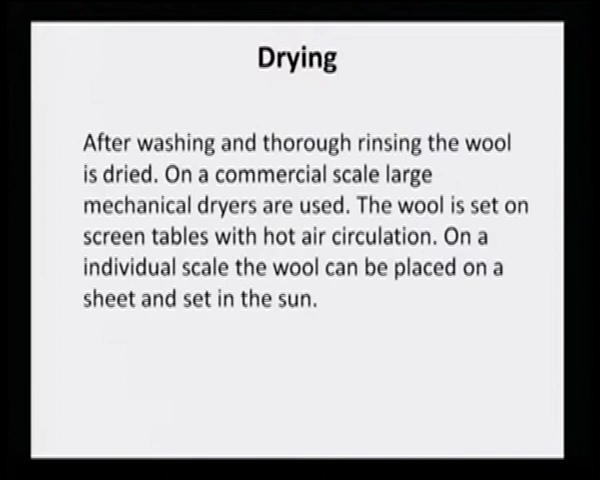 Drying
After washing and thorough rinsing the wool
is dried. On a commercial scale large
mechanical dryers are used. The wool is set on
screen tables with hot air circulation. On a
individual scale the wool can be placed on a
sheet and set in the sun.